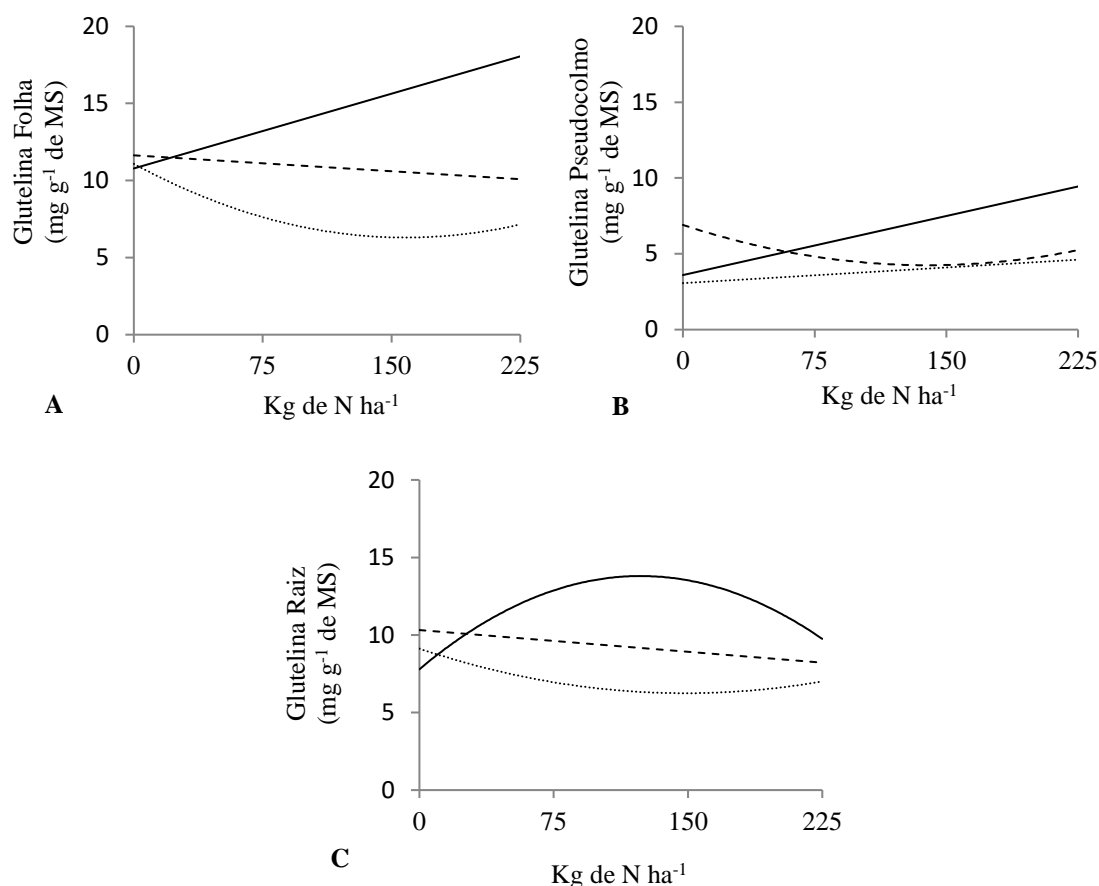 20
15
10
5
0
0 75 150 225
Glutelina Folha
(mg g⁻¹ de MS)
Kg de N ha⁻¹
A
20
15
10
5
0
0 75 150 225
Glutelina Pseudocolmo
(mg g⁻¹ de MS)
Kg de N ha⁻¹
B
20
15
10
5
0
0 75 150 225
Glutelina Raiz
(mg g⁻¹ de MS)
Kg de N ha⁻¹
C